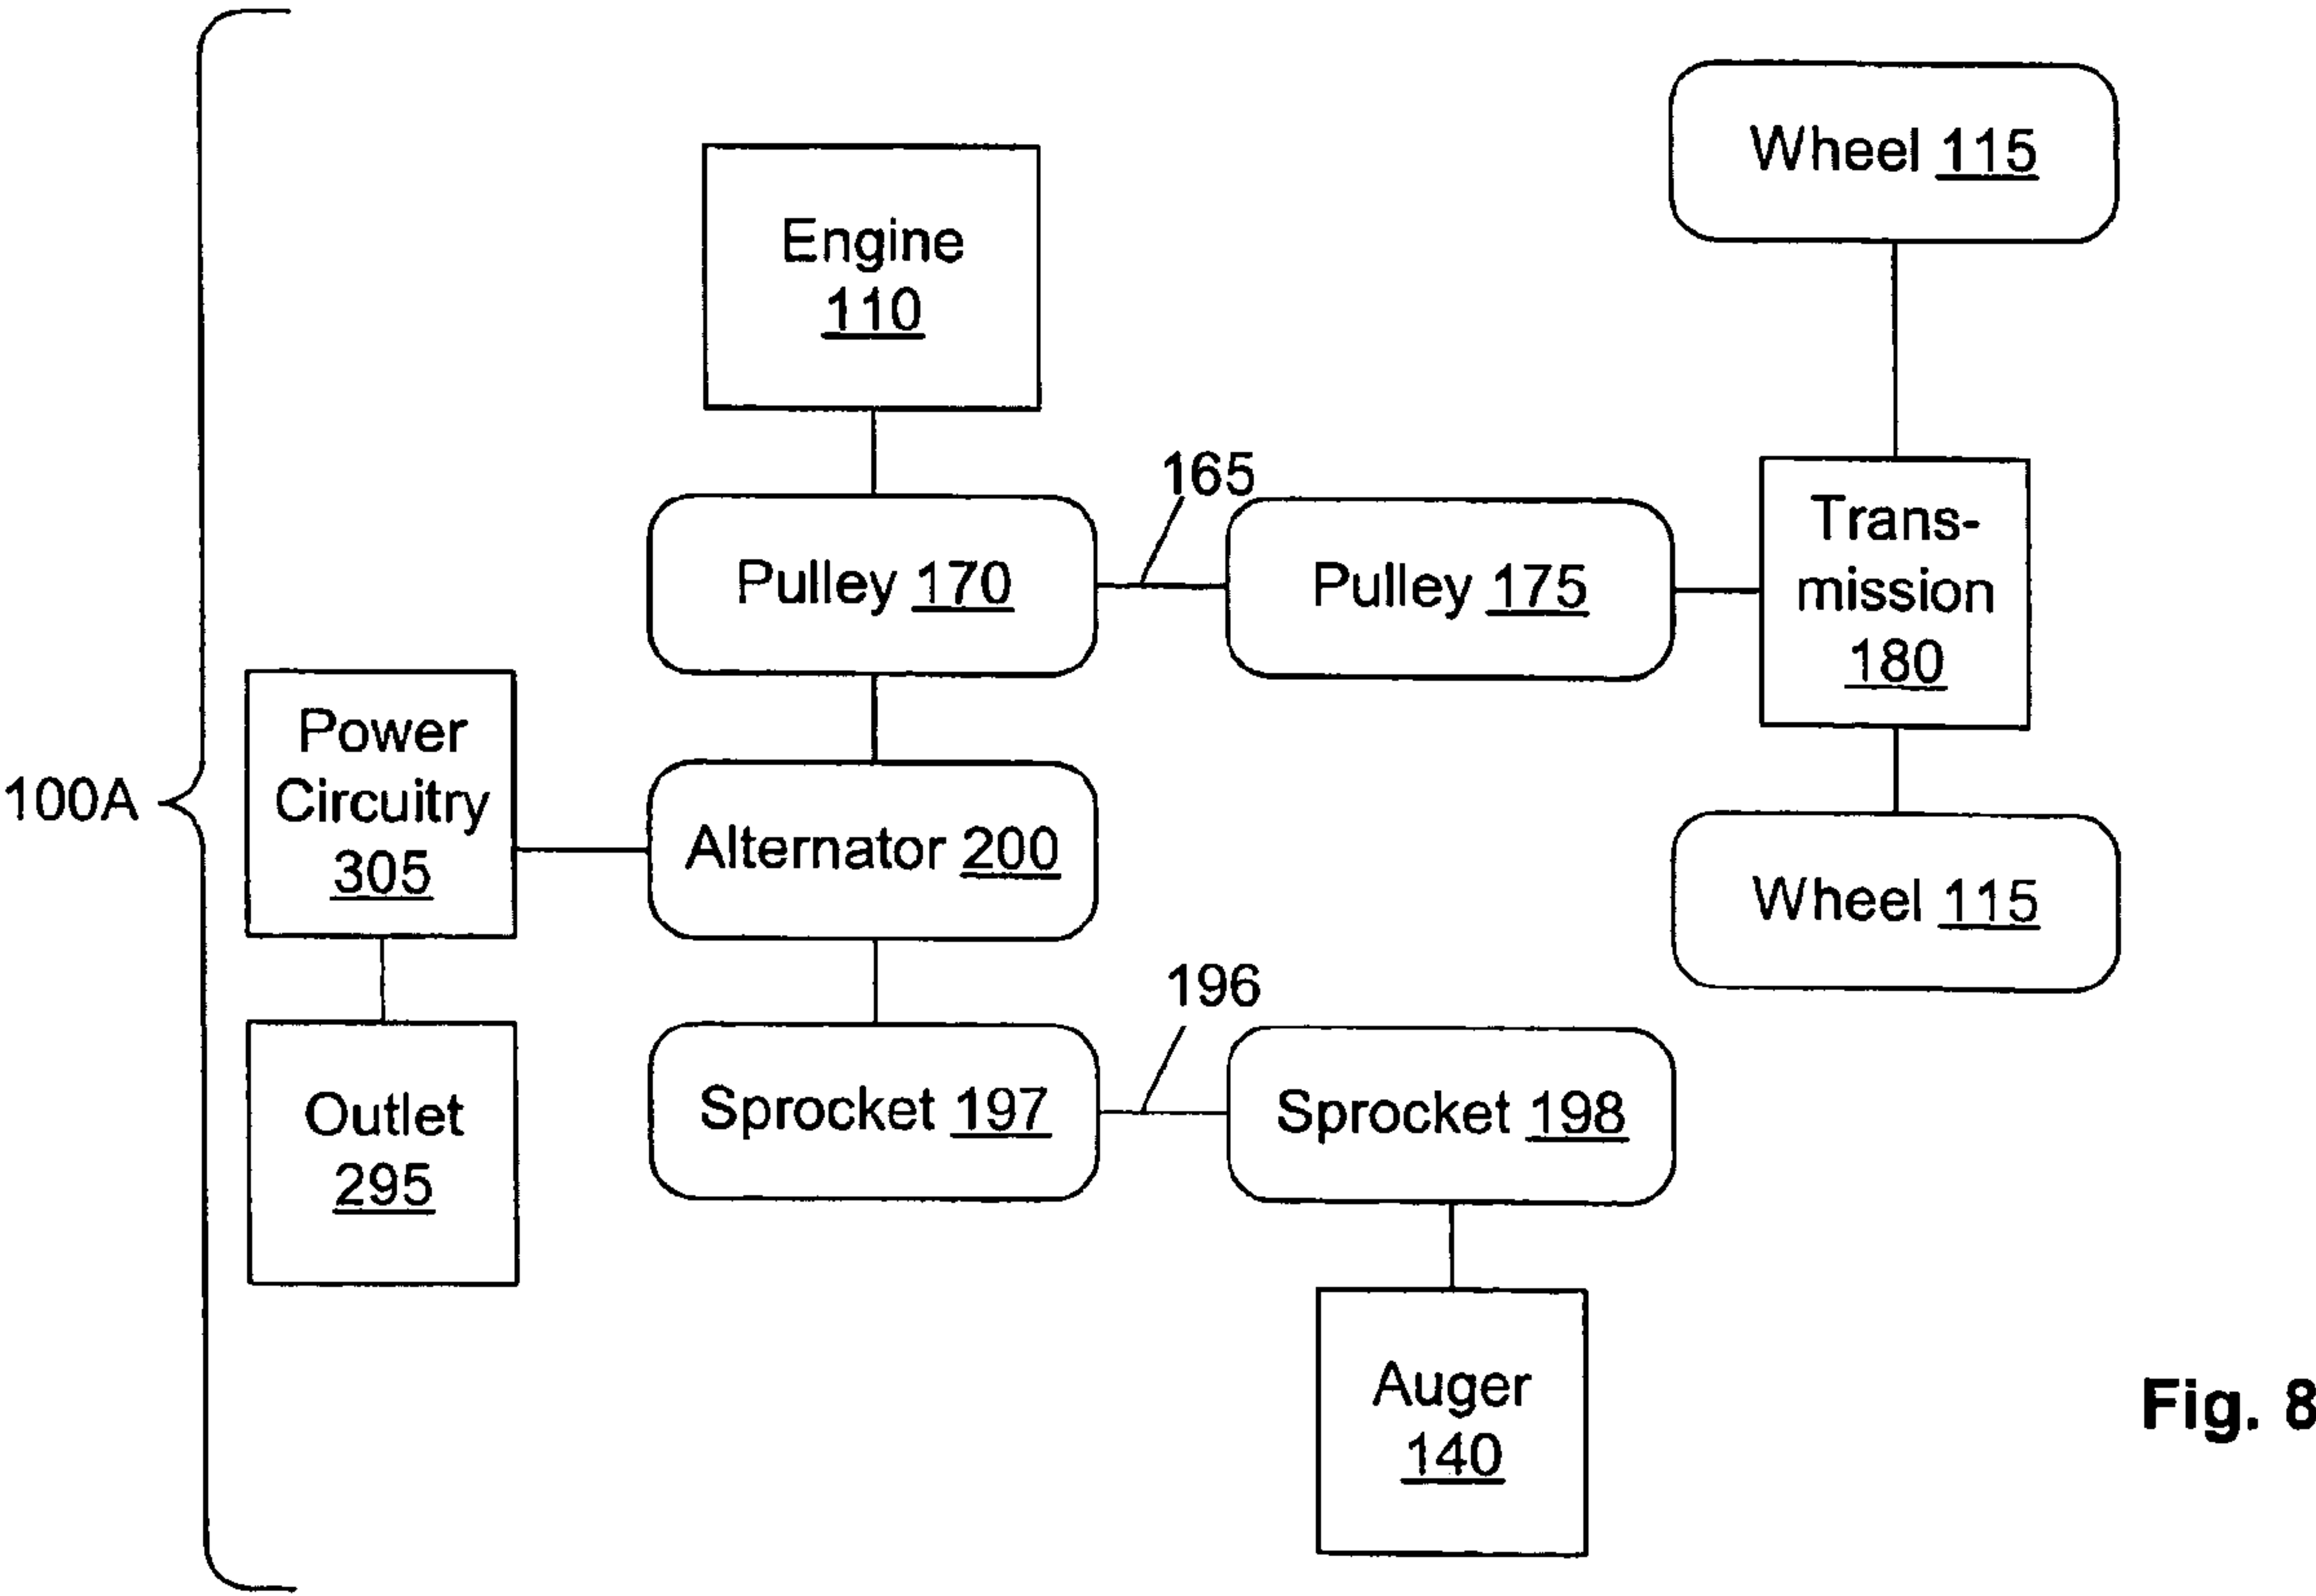 Wheel 115
Engine
110
165
Trans-
mission
180
Pulley 170
Pulley 175
Power
Circuitry
305
100A
Alternator 200
Wheel 115
196
Outlet
295
Sprocket 197
Sprocket 198
Auger
140
Fig. 8